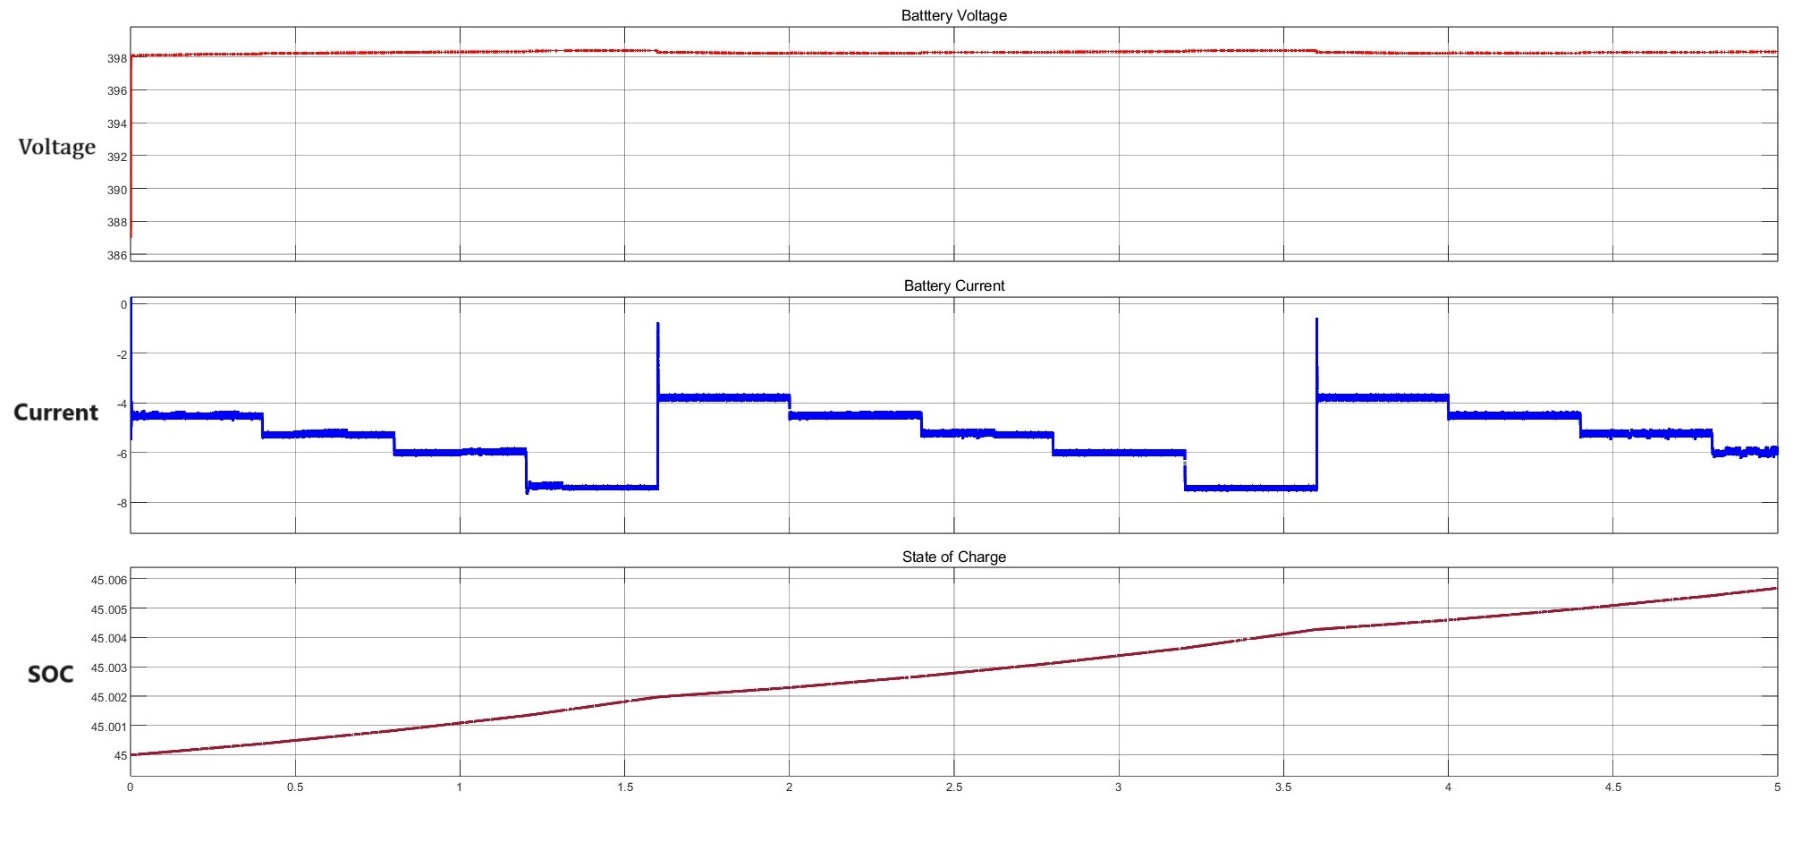 Batttery Voltage
398
396
394
Voltage
392
390
388
386
Battery Current
0
-2
-4
Current
-6
-8
State of Charge
45.006
45.005
45.004
45.003
SOC
45.002
45.001
45
0 0.5 1 1.5 2 2.5 3 3.5 4 4.5 5